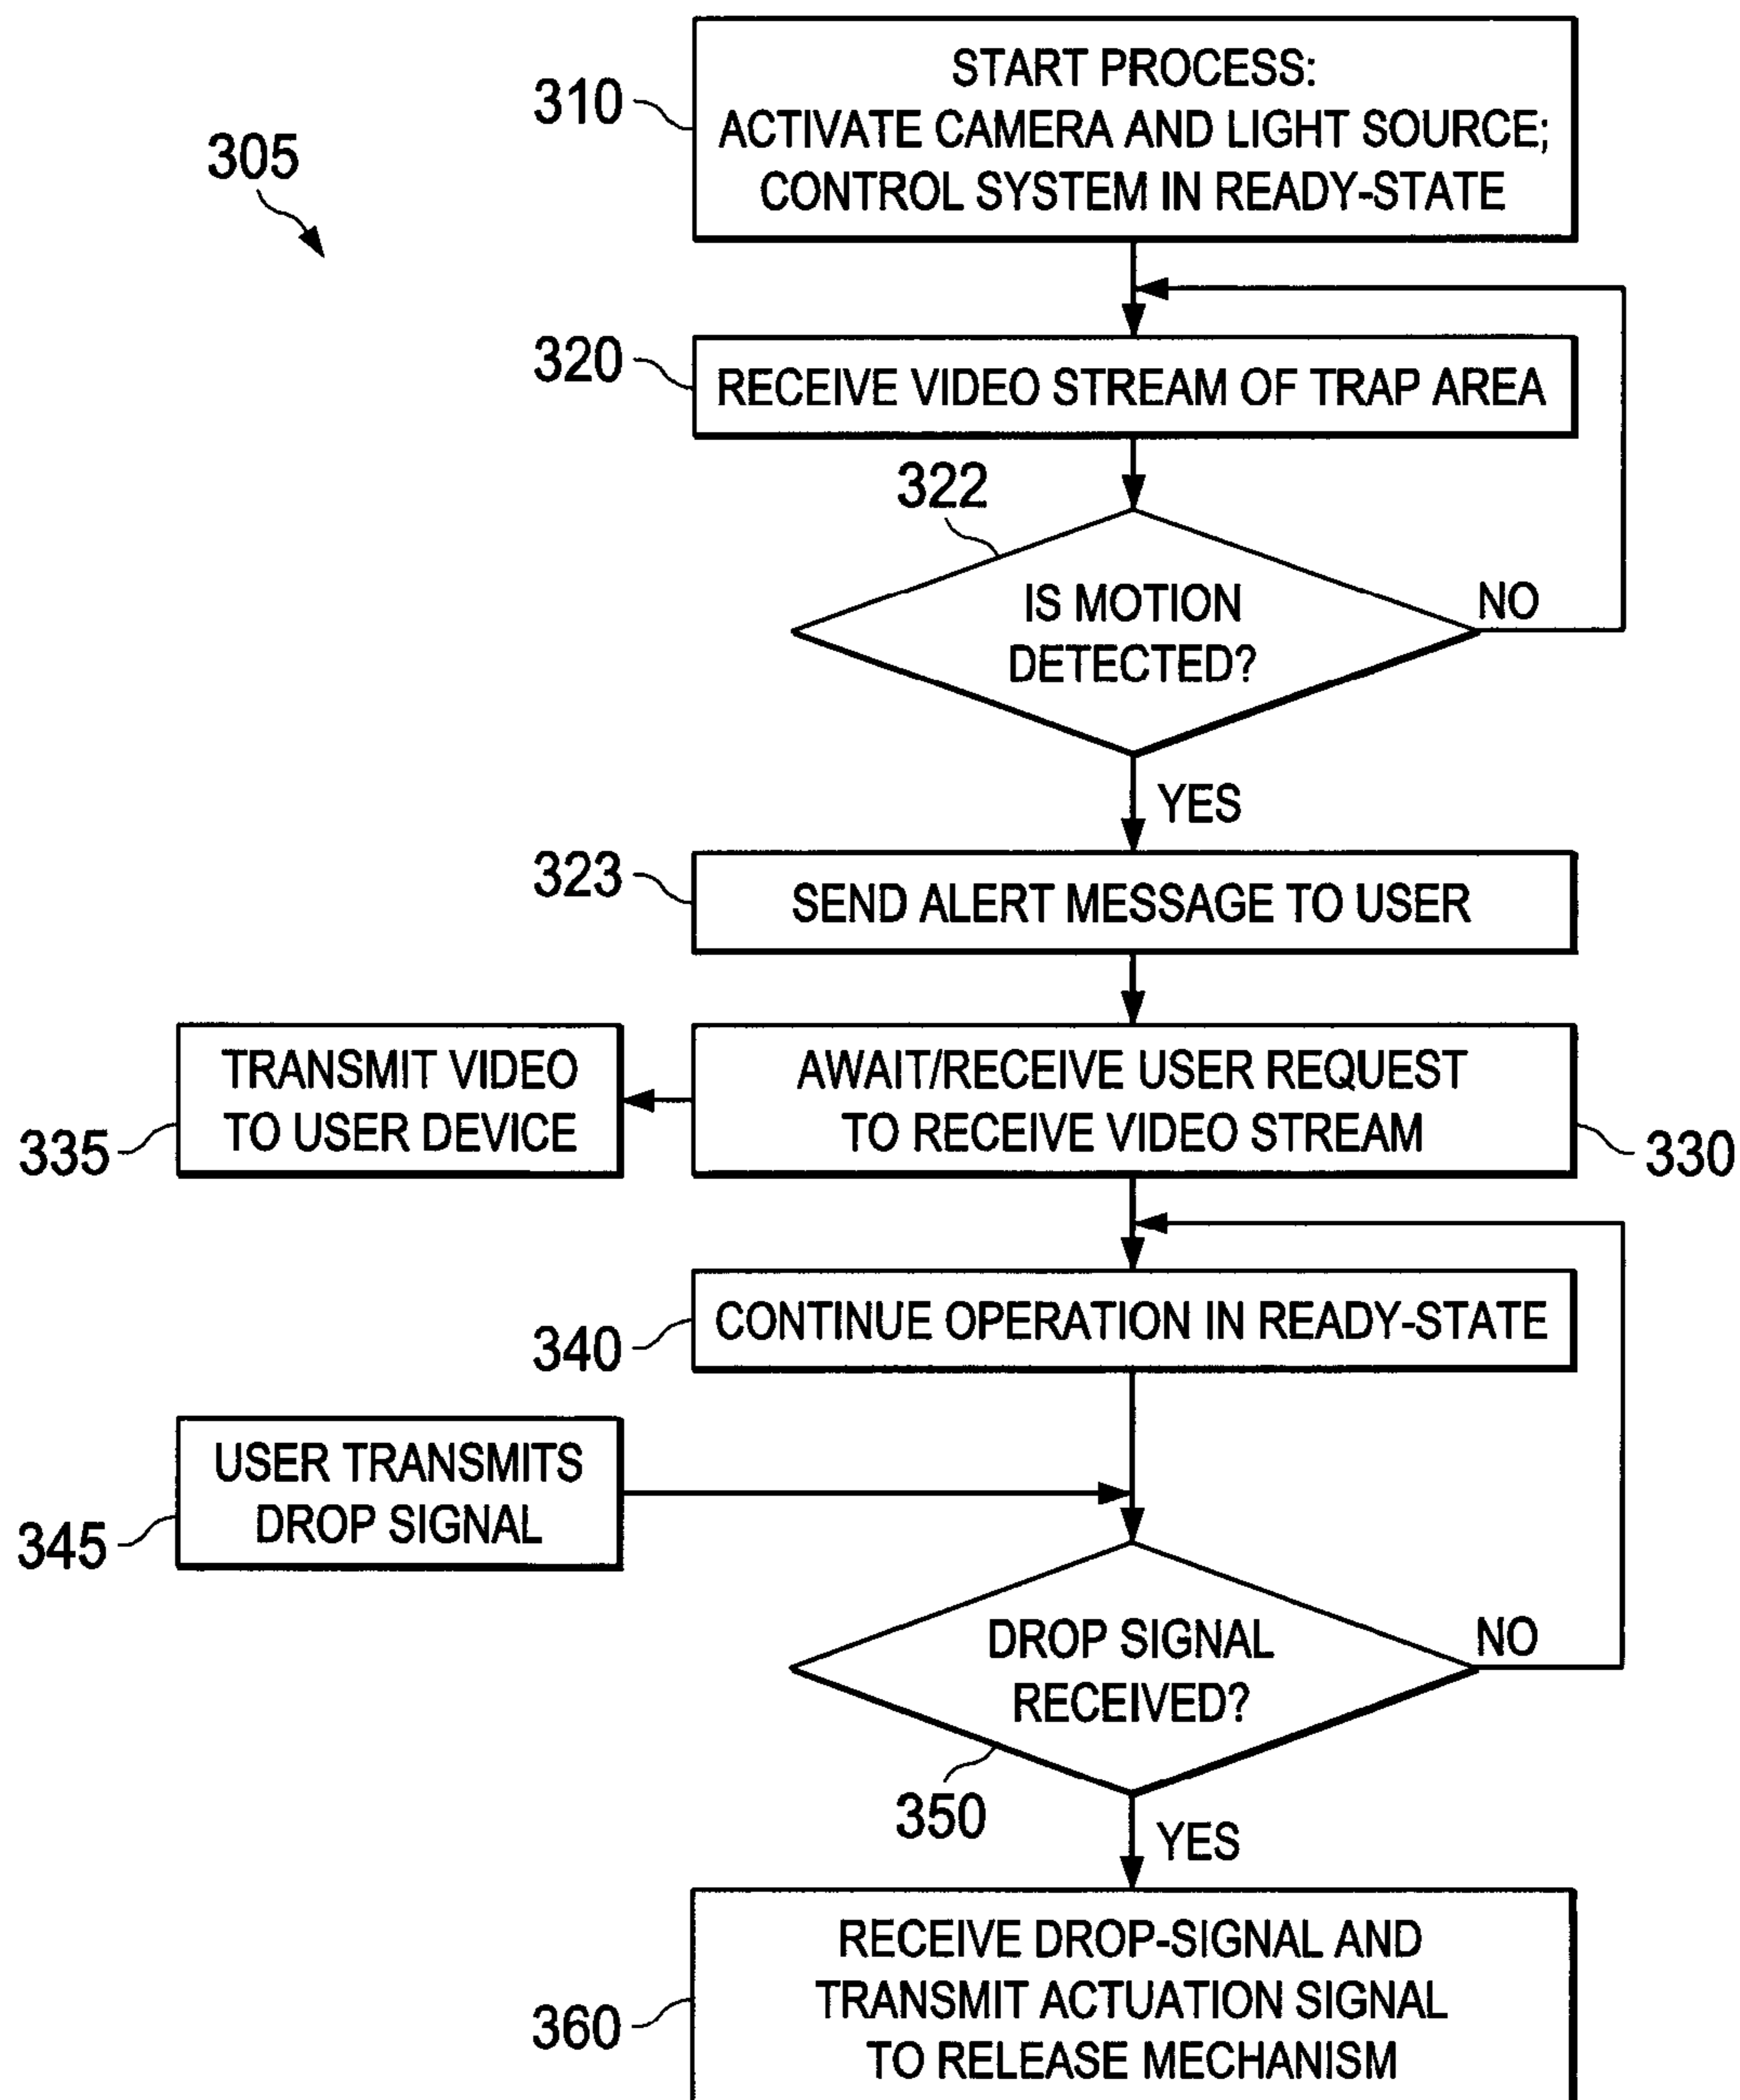 START PROCESS:
310
ACTIVATE CAMERA AND LIGHT SOURCE;
305
CONTROL SYSTEM IN READY-STATE
320
RECEIVE VIDEO STREAM OF TRAP AREA
322
IS MOTION
DETECTED?
NO
YES
323
SEND ALERT MESSAGE TO USER
TRANSMIT VIDEO
TO USER DEVICE
335
AWAIT/RECEIVE USER REQUEST
TO RECEIVE VIDEO STREAM
330
340
CONTINUE OPERATION IN READY-STATE
USER TRANSMITS
DROP SIGNAL
345
DROP SIGNAL
RECEIVED?
NO
350
YES
RECEIVE DROP-SIGNAL AND
TRANSMIT ACTUATION SIGNAL
360
TO RELEASE MECHANISM